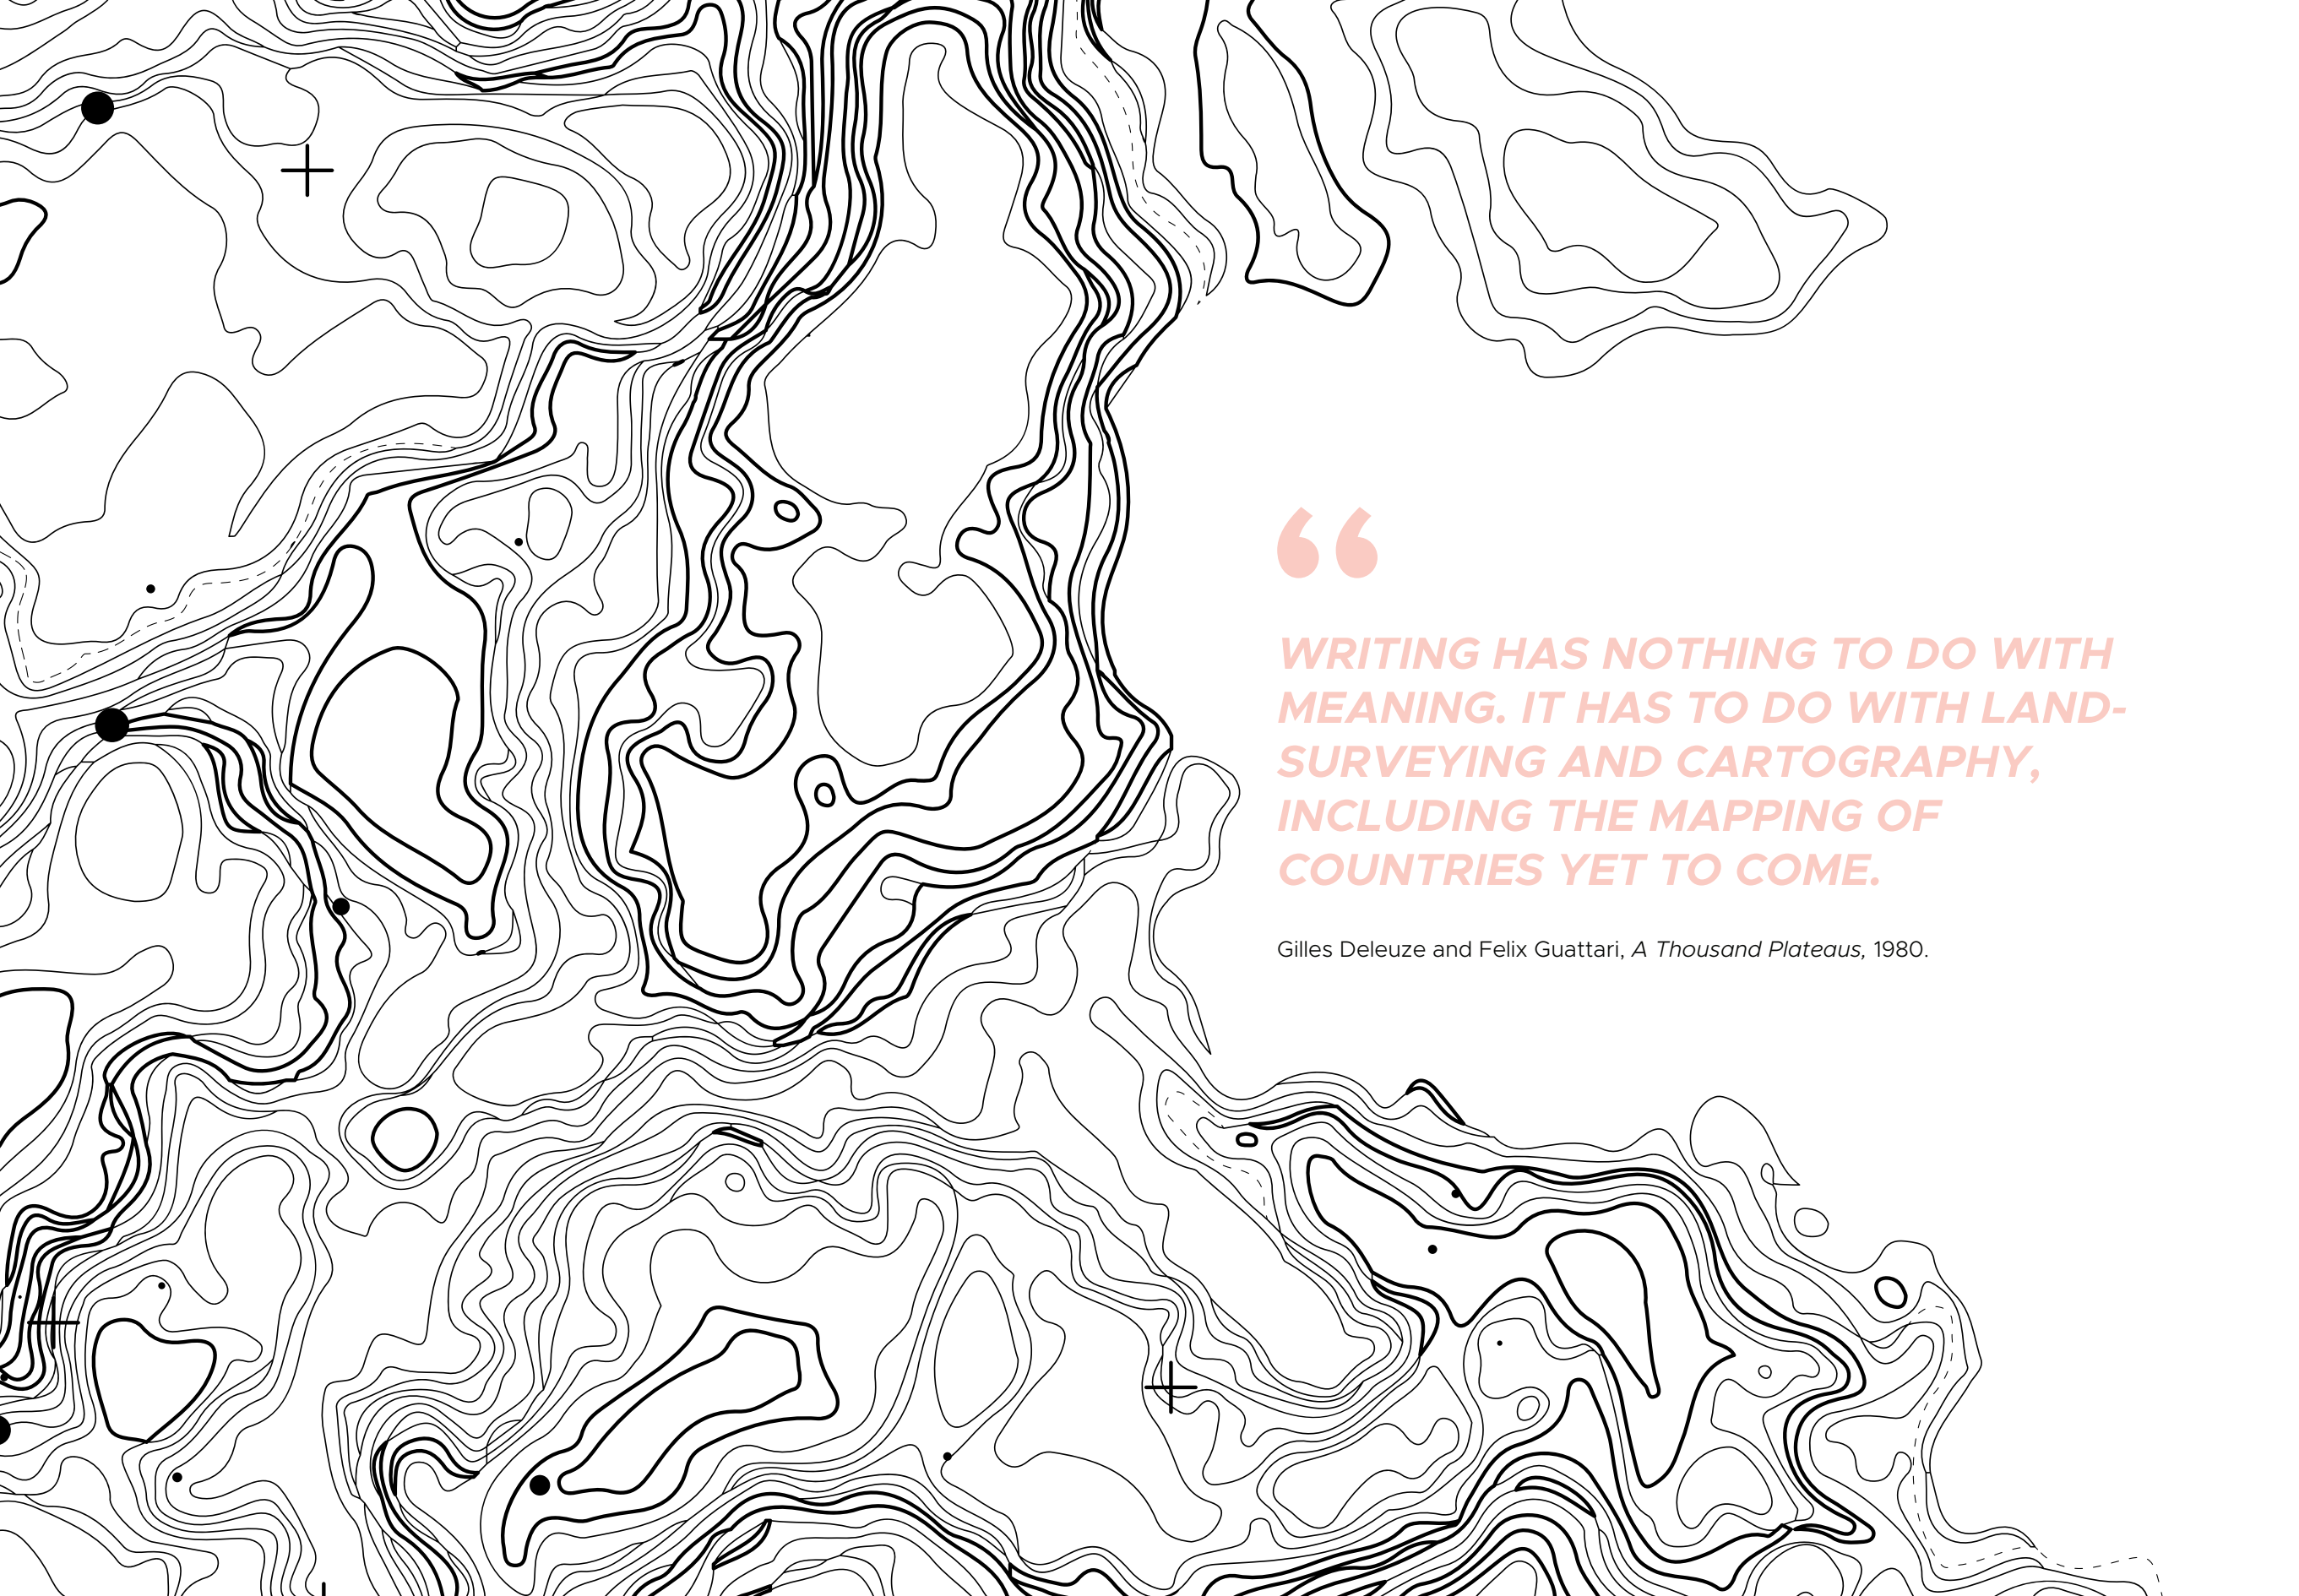 “
WRITING HAS NOTHING TO DO WITH
MEANING. IT HAS TO DO WITH LAND-
SURVEYING AND CARTOGRAPHY,
INCLUDING THE MAPPING OF
COUNTRIES YET TO COME.
Gilles Deleuze and Felix Guattari, A Thousand Plateaus, 1980.